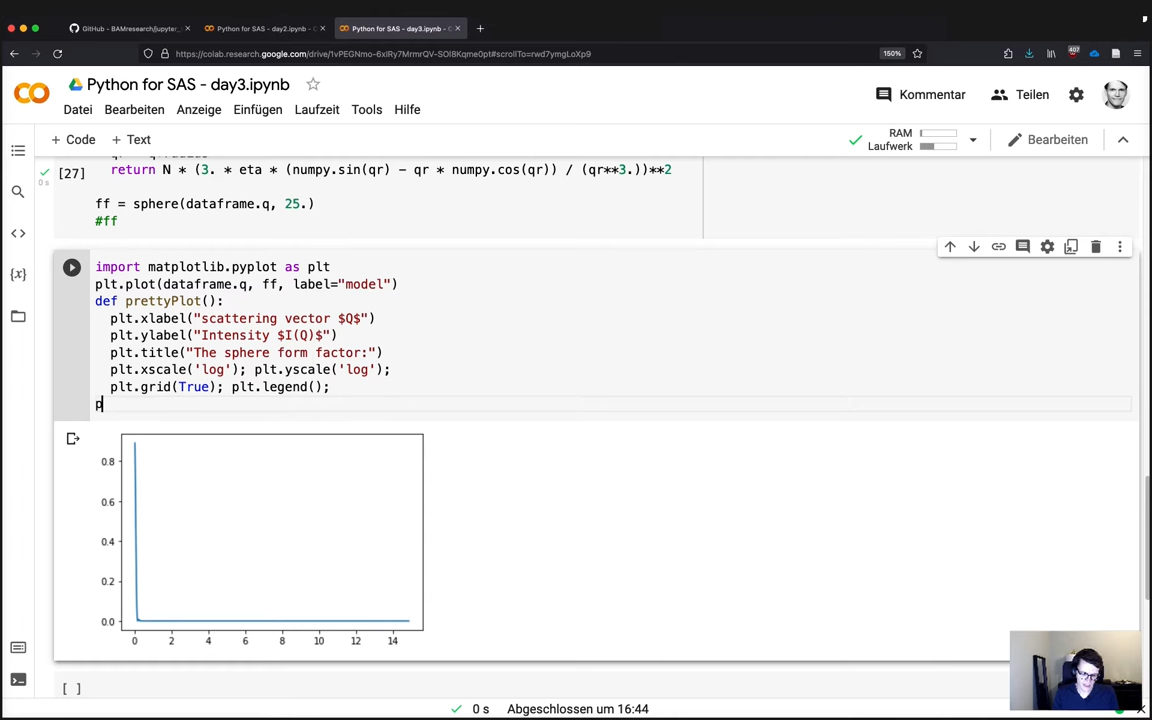 GitHub - BAMresearch/jupyter_
Python for SAS - day2.ipynb - C
Python for SAS - day3.ipynb - C
https://colab.research.google.com/drive/1vPEGNmo-6xIRy7MrmrQV-SOl8Kqme0pt#scrollTo=rwd7ymgLoXp9
150%
407
Python for SAS - day3.ipynb
Kommentar
Teilen
Datei Bearbeiten Anzeige Einfügen Laufzeit Tools Hilfe
+ Code + Text
RAM
Laufwerk
Bearbeiten
[27]
0 s
return N * (3. * eta * (numpy.sin(qr) - qr * numpy.cos(qr)) / (qr**3.))**2
ff = sphere(dataframe.q, 25.)
#ff
import matplotlib.pyplot as plt
plt.plot(dataframe.q, ff, label="model")
def prettyPlot():
plt.xlabel("scattering vector $Q$")
plt.ylabel("Intensity $I(Q)$")
plt.title("The sphere form factor:")
plt.xscale('log'); plt.yscale('log');
plt.grid(True); plt.legend();
p
0.8
0.6
0.4
0.2
0.0
0 2 4 6 8 10 12 14
[ ]
0 s Abgeschlossen um 16:44